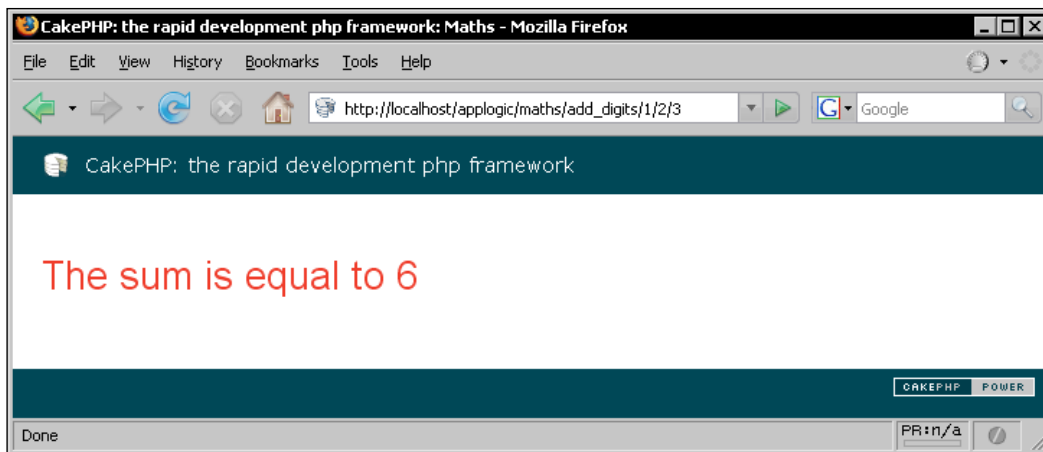 CakePHP: the rapid development php framework: Maths - Mozilla Firefox
File Edit View History Bookmarks Tools Help
http://localhost/applogic/maths/add_digits/1/2/3 G Google
CakePHP: the rapid development php framework
The sum is equal to 6
CAKEPHP POWER
Done PR:n/a